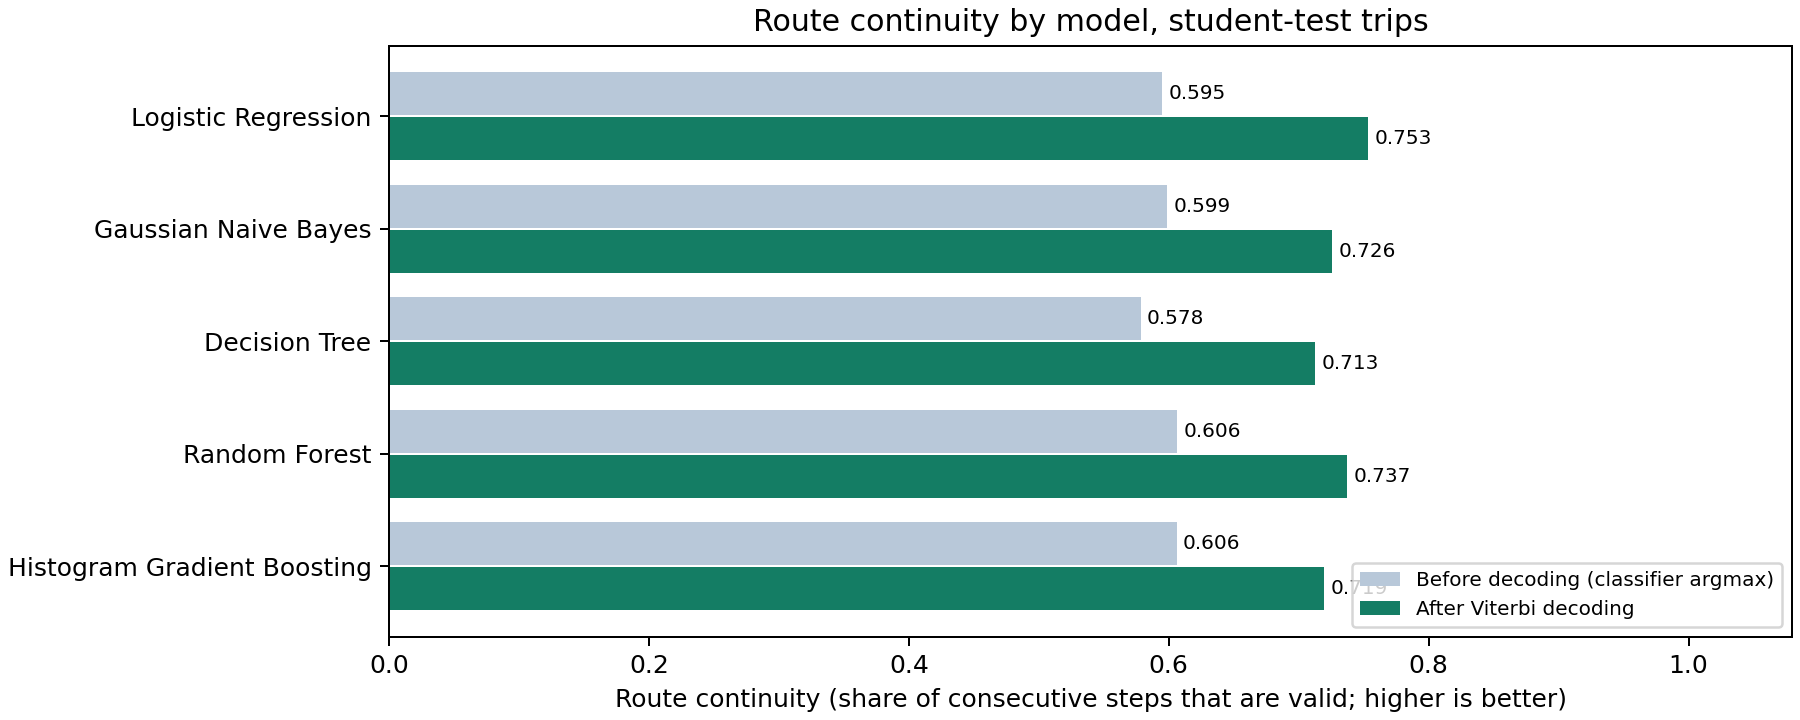 Route continuity by model, student-test trips
Logistic Regression
0.595
0.753
Gaussian Naive Bayes
0.599
0.726
Decision Tree
0.578
0.713
Random Forest
0.606
0.737
Histogram Gradient Boosting
0.606
0.719
Before decoding (classifier argmax)
After Viterbi decoding
0.0 0.2 0.4 0.6 0.8 1.0
Route continuity (share of consecutive steps that are valid; higher is better)